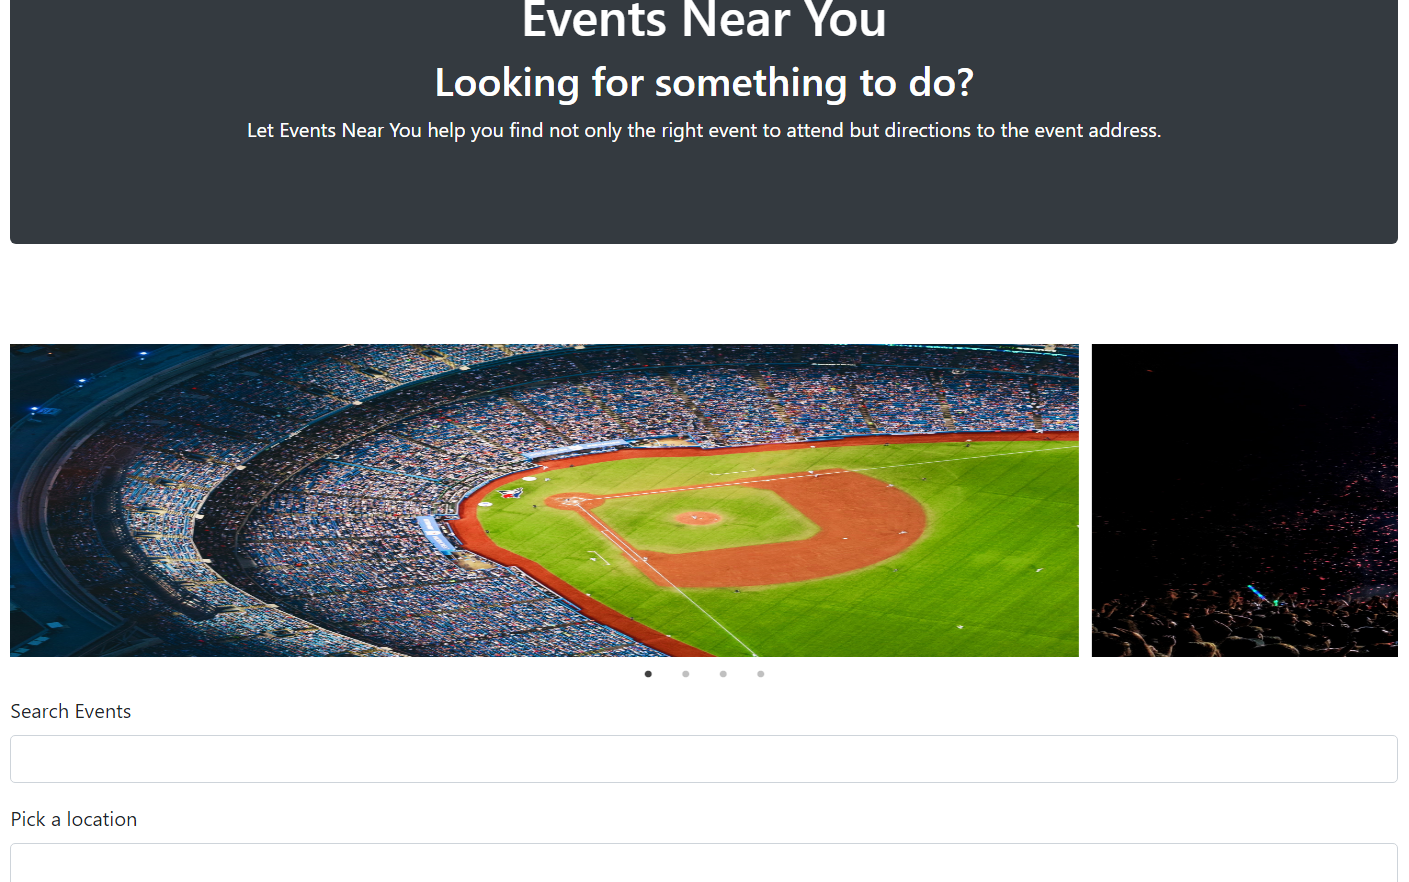 Events Near You
Looking for something to do?
Let Events Near You help you find not only the right event to attend but directions to the event address.
Search Events
Pick a location